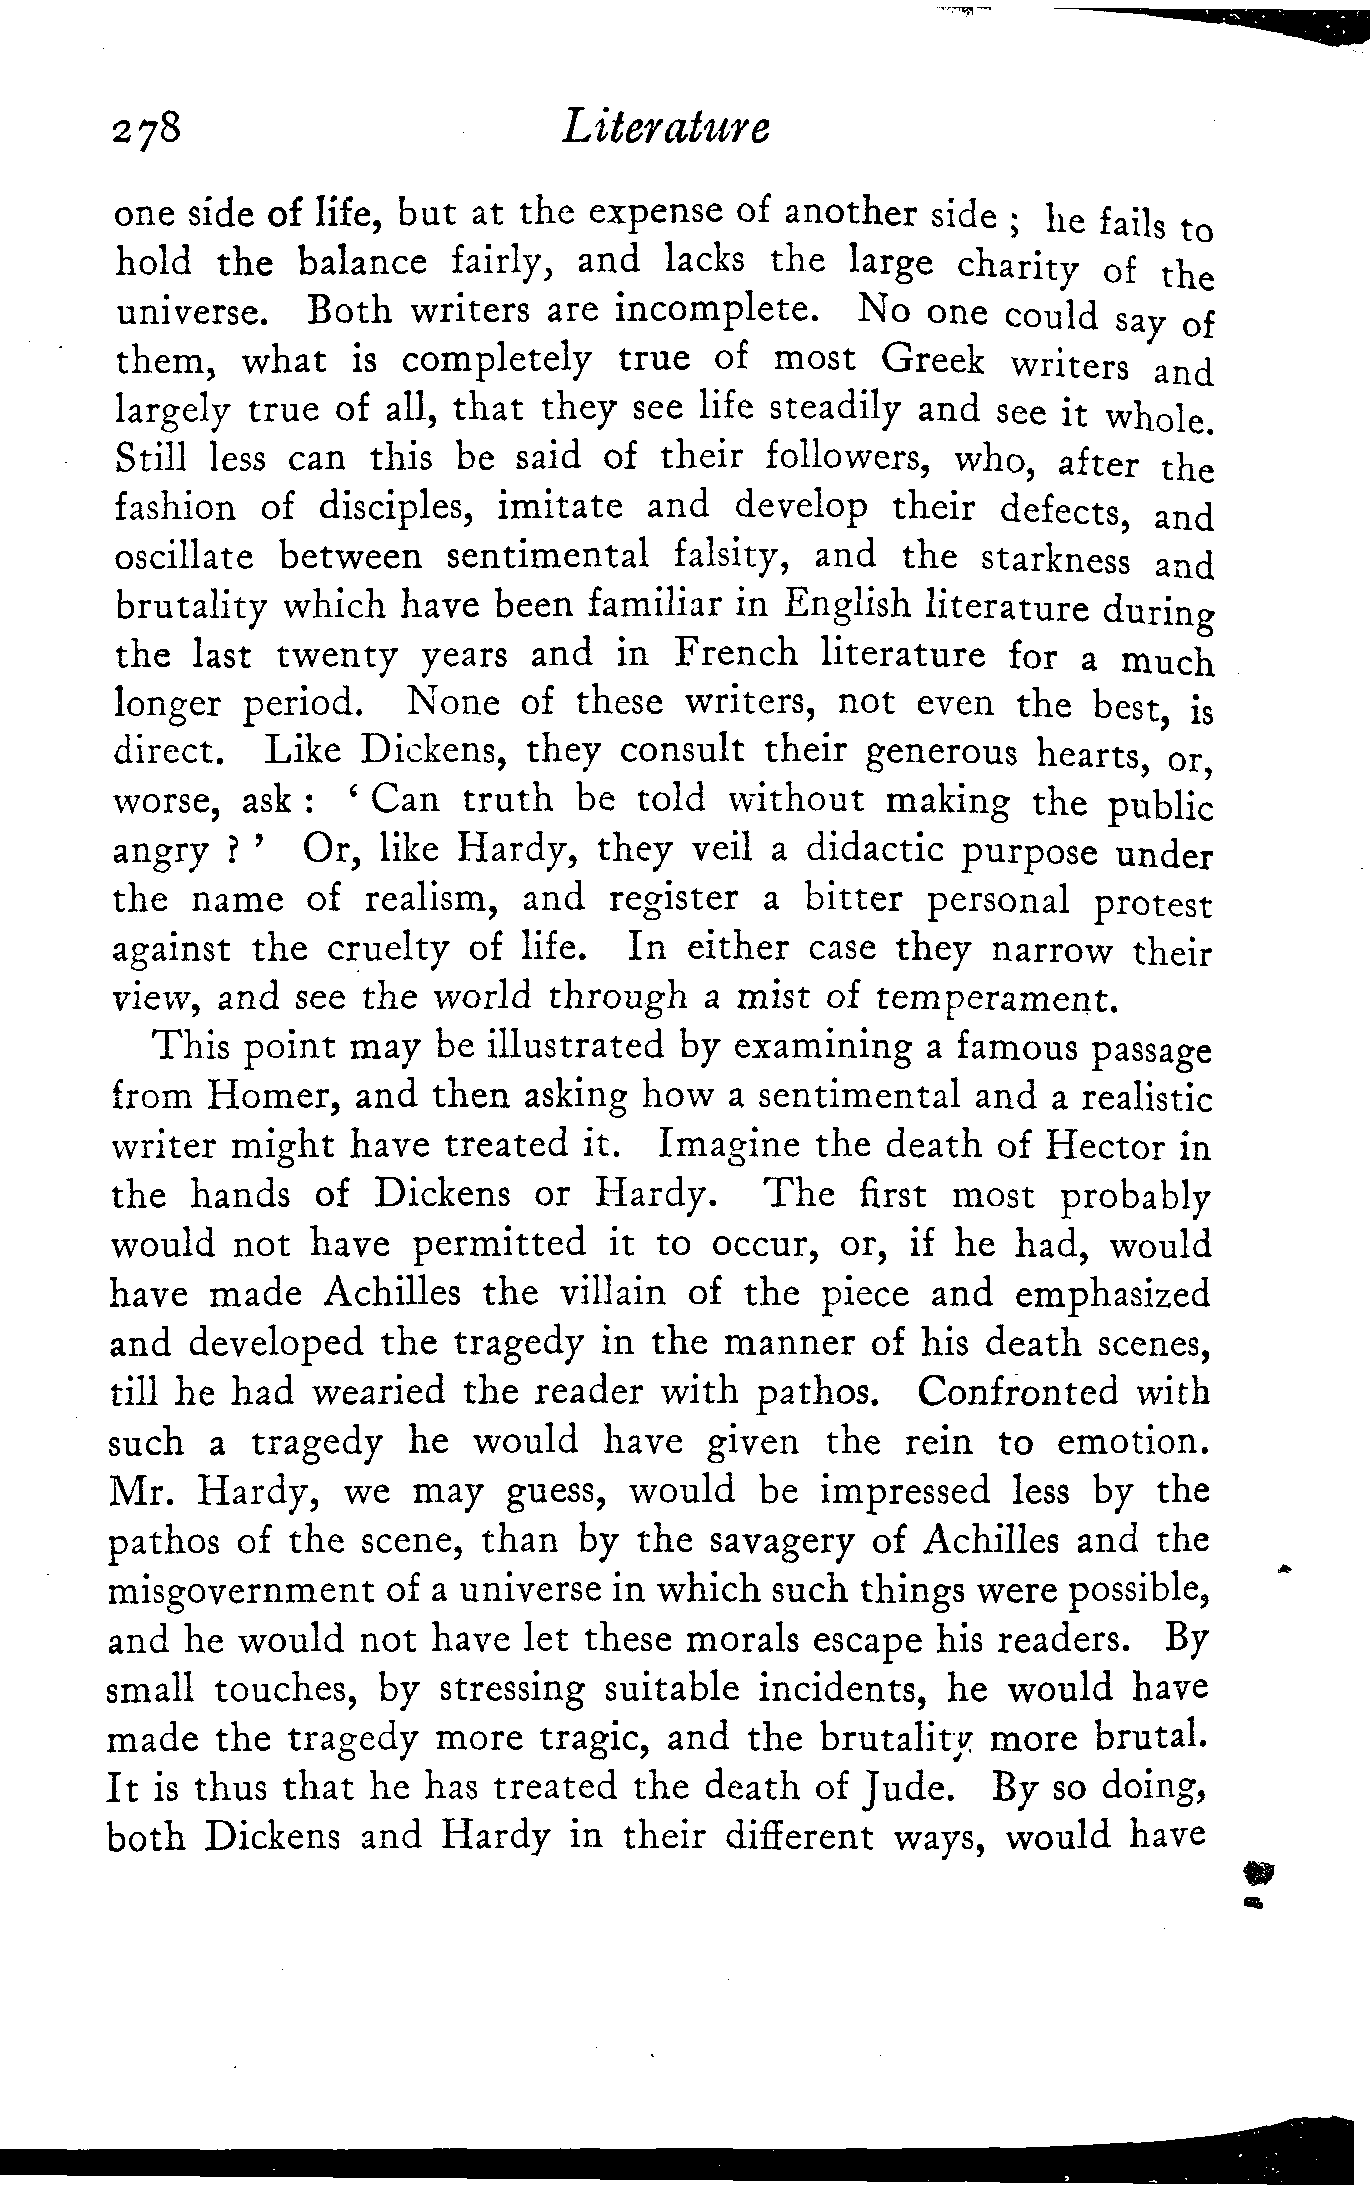 278 Literature
one side of life, but at the expense of another side ; he fails to
hold the balance fairly, and lacks the large charity of the
universe. Both writers are incomplete. No one could say of
them, what is completely true of most Greek writers and
largely true of all, that they see life steadily and see it whole.
Still less can this be said of their followers, who, after the
fashion of disciples, imitate and develop their defects, and
oscillate between sentimental falsity, and the starkness and
brutality which have been familiar in English literature during
the last twenty years and in French literature for a much
longer period. None of these writers, not even the best, is
direct. Like Dickens, they consult their generous hearts, or,
worse, ask : ‘ Can truth be told without making the public
angry ? ’ Or, like Hardy, they veil a didactic purpose under
the name of realism, and register a bitter personal protest
against the cruelty of life. In either case they narrow their
view, and see the world through a mist of temperament.
This point may be illustrated by examining a famous passage
from Homer, and then asking how a sentimental and a realistic
writer might have treated it. Imagine the death of Hector in
the hands of Dickens or Hardy. The first most probably
would not have permitted it to occur, or, if he had, would
have made Achilles the villain of the piece and emphasized
and developed the tragedy in the manner of his death scenes,
till he had wearied the reader with pathos. Confronted with
such a tragedy he would have given the rein to emotion.
Mr. Hardy, we may guess, would be impressed less by the
pathos of the scene, than by the savagery of Achilles and the
misgovernment of a universe in which such things were possible,
and he would not have let these morals escape his readers. By
small touches, by stressing suitable incidents, he would have
made the tragedy more tragic, and the brutality more brutal.
It is thus that he has treated the death of Jude. By so doing,
both Dickens and Hardy in their different ways, would have